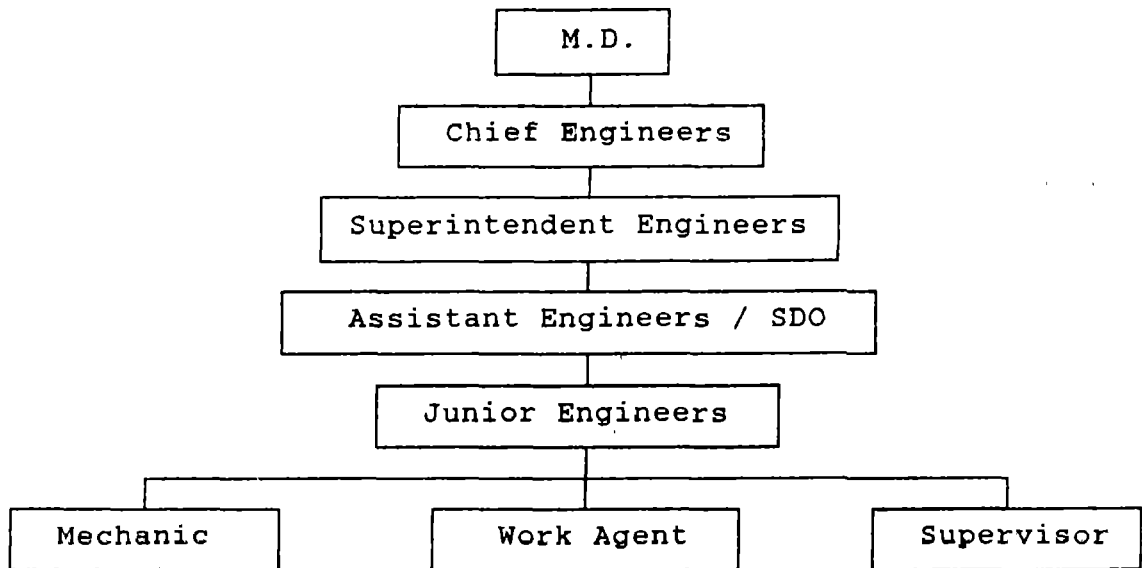 M.D.
Chief Engineers
Superintendent Engineers
Assistant Engineers / SDO
Junior Engineers
Mechanic Work Agent Supervisor